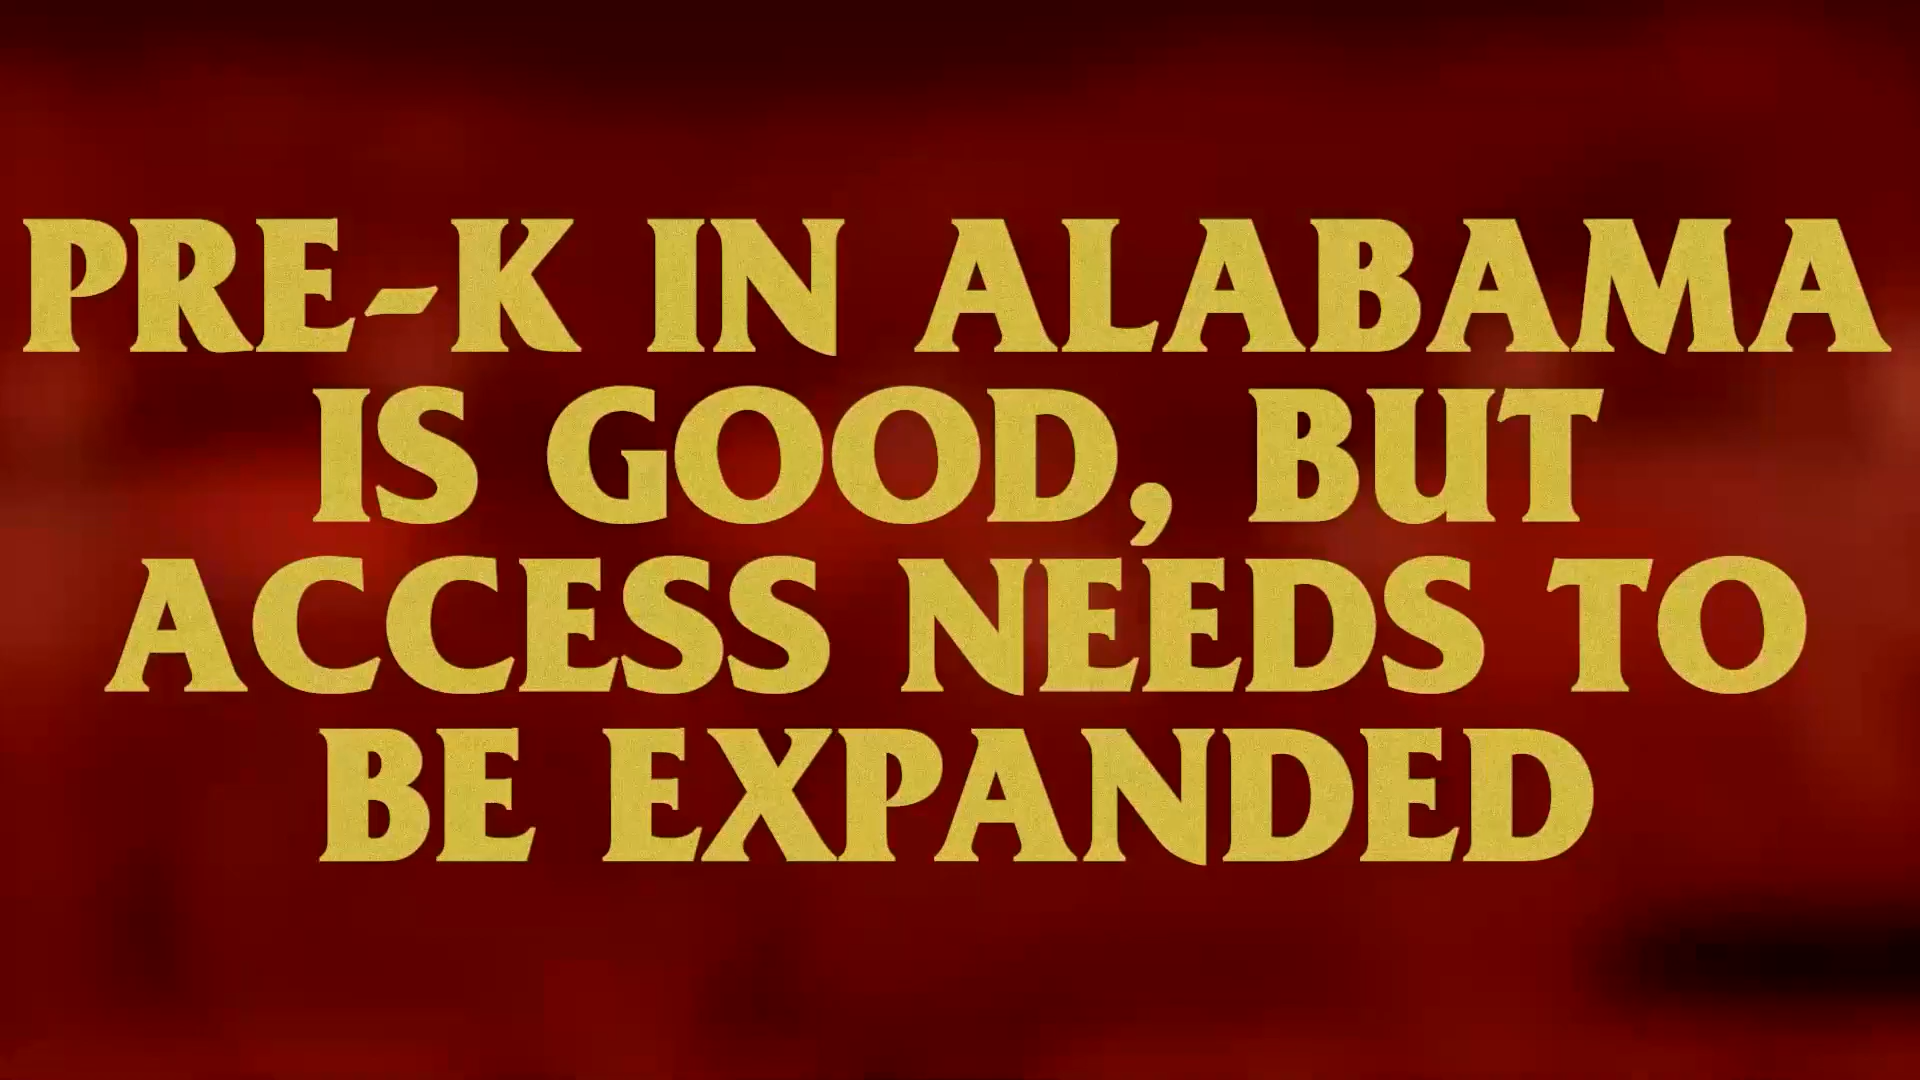 PRE-K IN ALABAMA
IS GOOD, BUT
ACCESS NEEDS TO
BE EXPANDED